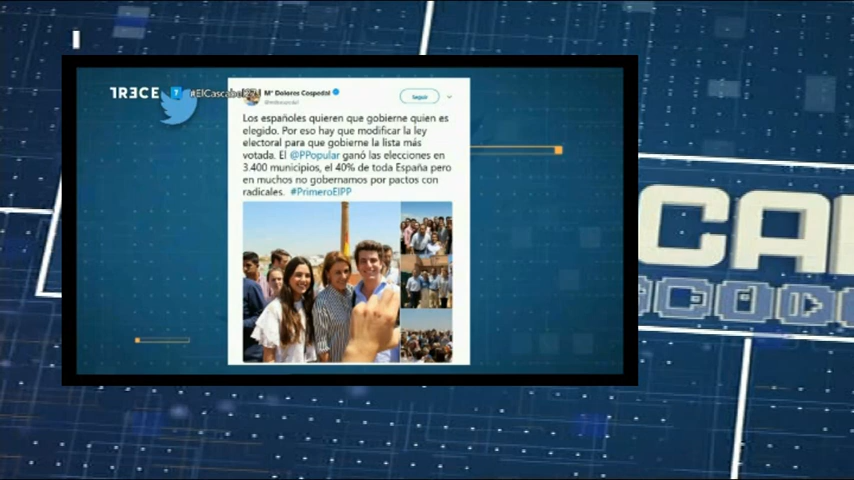 TRECE
#ElCascabel
Mª Dolores Cospedal
Seguir
Los españoles quieren que gobierne quien es
elegido. Por eso hay que modificar la ley
electoral para que gobierne la lista más
votada. El @PPopular ganó las elecciones en
3.400 municipios, el 40% de toda España pero
en muchos no gobernamos por pactos con
radicales. #PrimeroElPP
CA